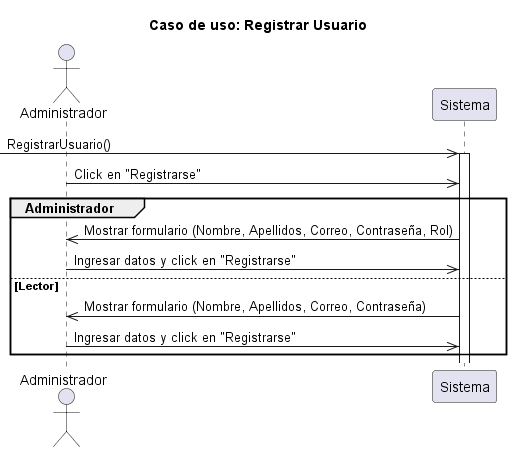 Caso de uso: Registrar Usuario
Administrador
Sistema
RegistrarUsuario()
Click en "Registrarse"
Administrador
Mostrar formulario (Nombre, Apellidos, Correo, Contraseña, Rol)
Ingresar datos y click en "Registrarse"
[Lector]
Mostrar formulario (Nombre, Apellidos, Correo, Contraseña)
Ingresar datos y click en "Registrarse"
Administrador
Sistema